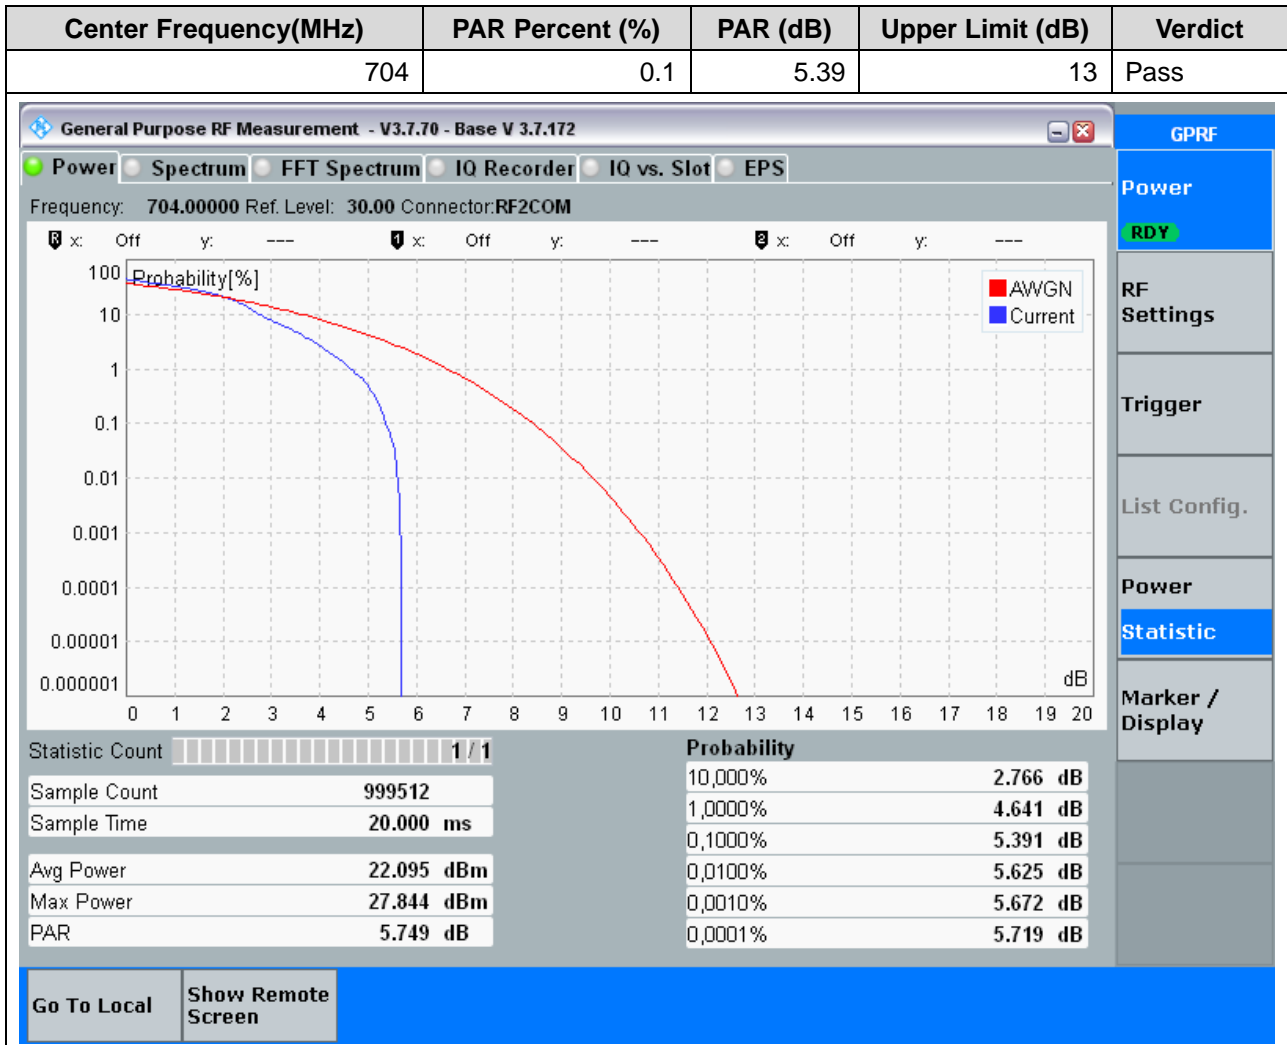 Center Frequency(MHz) PAR Percent (%) PAR (dB) Upper Limit (dB) Verdict
704 0.1 5.39 13 Pass
General Purpose RF Measurement - V3.7.70 - Base V 3.7.172
GPRF
Power Spectrum FFT Spectrum IQ Recorder IQ vs. Slot EPS
Power
RDY
Frequency: 704.00000 Ref. Level: 30.00 Connector:RF2COM
R x: Off y: --- 1 x: Off y: --- 2 x: Off y: ---
Probability[%]
AWGN
Current
100
10
1
0.1
0.01
0.001
0.0001
0.00001
0.000001
dB
0 1 2 3 4 5 6 7 8 9 10 11 12 13 14 15 16 17 18 19 20
RF
Settings
Trigger
List Config.
Power
Statistic
Marker /
Display
Statistic Count 1 / 1
Sample Count 999512
Sample Time 20.000 ms
Avg Power 22.095 dBm
Max Power 27.844 dBm
PAR 5.749 dB
Probability
10,000% 2.766 dB
1,0000% 4.641 dB
0,1000% 5.391 dB
0,0100% 5.625 dB
0,0010% 5.672 dB
0,0001% 5.719 dB
Go To Local
Show Remote
Screen